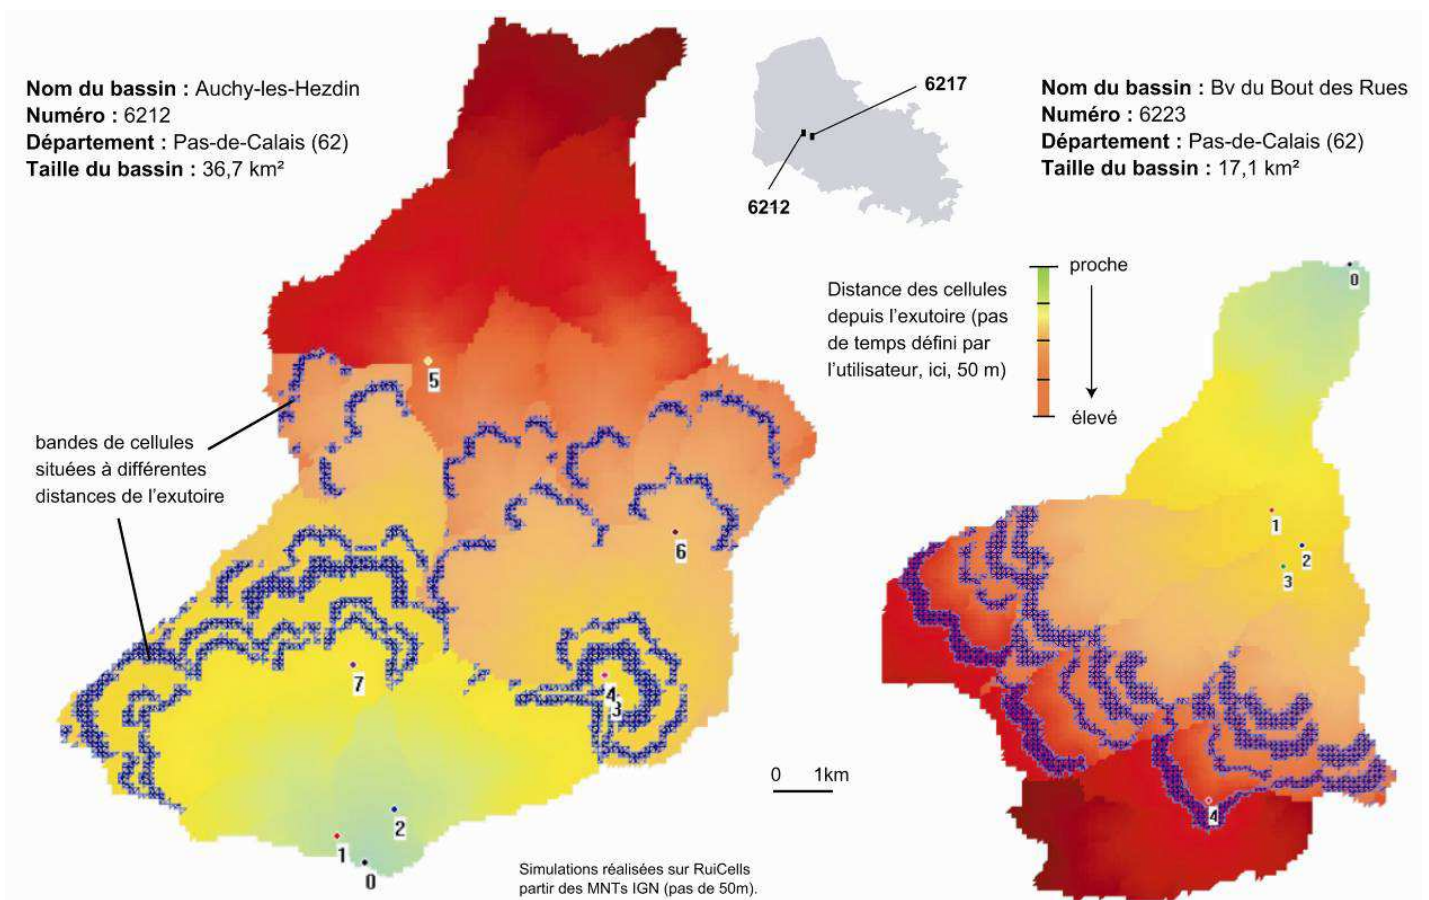 Nom du bassin : Auchy-les-Hezdin
Numéro : 6212
Département : Pas-de-Calais (62)
Taille du bassin : 36,7 km²
6217
6212
Nom du bassin : Bv du Bout des Rues
Numéro : 6223
Département : Pas-de-Calais (62)
Taille du bassin : 17,1 km²
Distance des cellules
depuis l'exutoire (pas
de temps défini par
l'utilisateur, ici, 50 m)
proche
élevé
bandes de cellules
situées à différentes
distances de l'exutoire
5
6
7
4
3
2
1
0
0
1
2
3
4
0 1km
Simulations réalisées sur RuiCells
partir des MNTs IGN (pas de 50m).